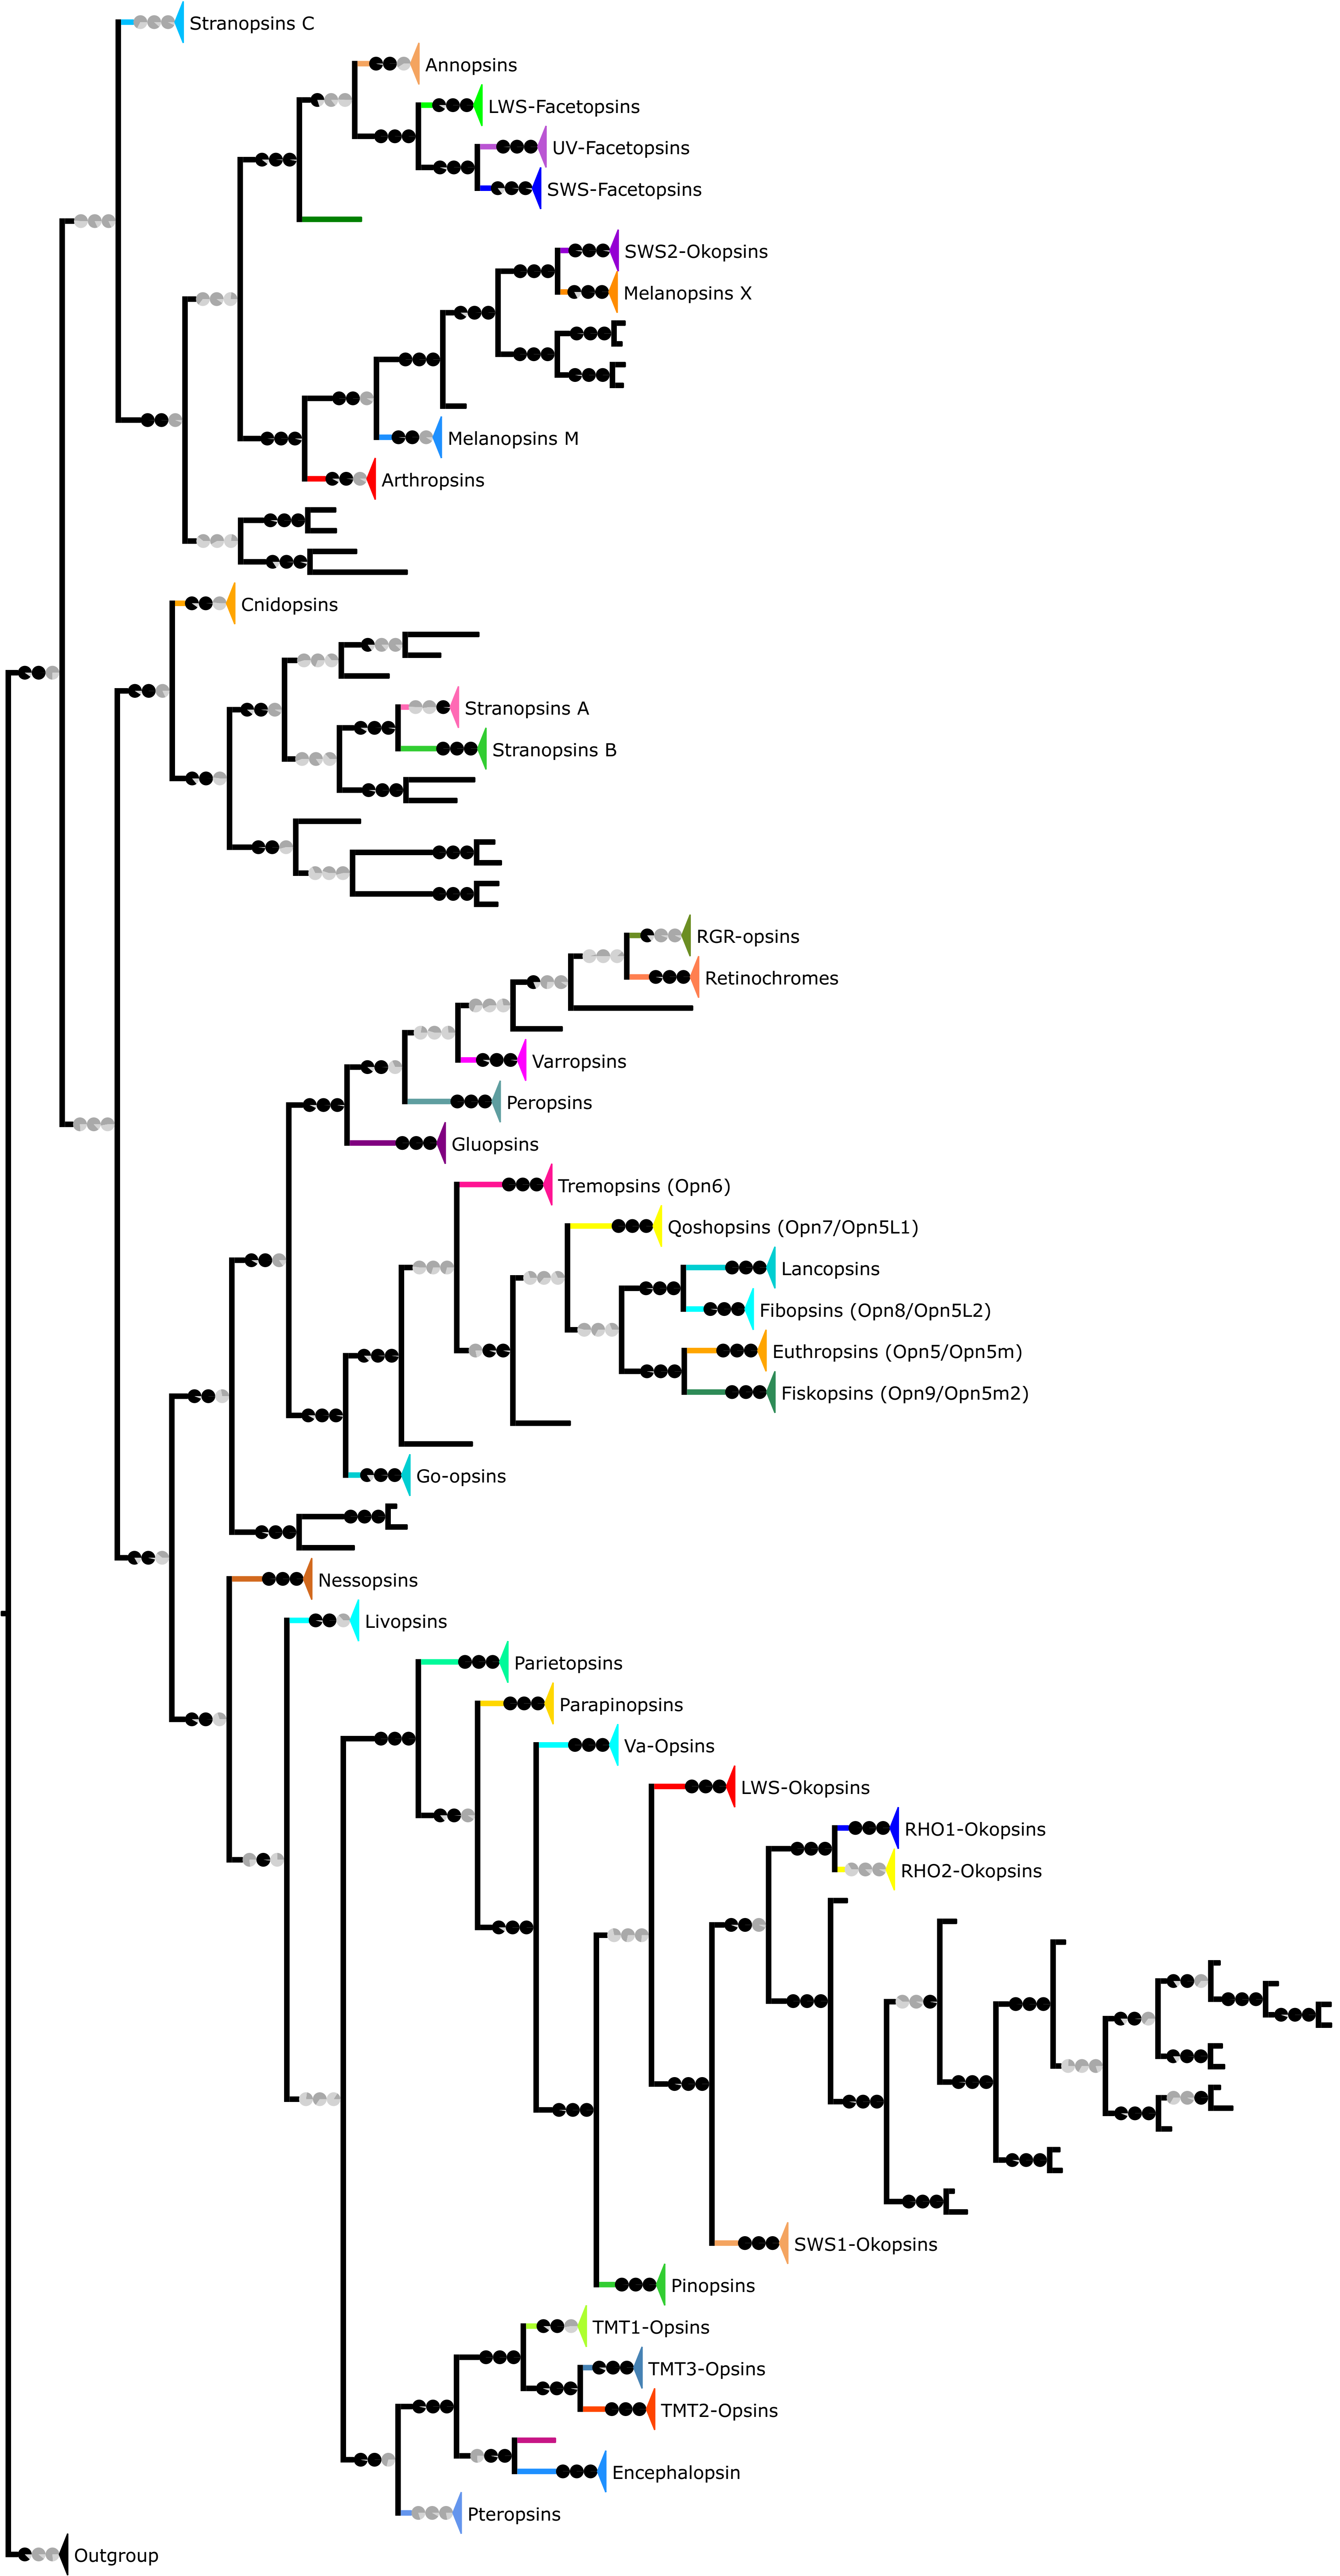 Stranopsins C
Annopsins
LWS-Facetopsins
UV-Facetopsins
SWS-Facetopsins
SWS2-Okopsins
Melanopsins X
Melanopsins M
Arthropsins
Cnidopsins
Stranopsins A
Stranopsins B
RGR-opsins
Retinochromes
Varropsins
Peropsins
Gluopsins
Tremopsins (Opn6)
Qoshopsins (Opn7/Opn5L1)
Lancopsins
Fibopsins (Opn8/Opn5L2)
Euthropsins (Opn5/Opn5m)
Fiskopsins (Opn9/Opn5m2)
Go-opsins
Nessopsins
Livopsins
Parietopsins
Parapinopsins
Va-Opsins
LWS-Okopsins
RHO1-Okopsins
RHO2-Okopsins
SWS1-Okopsins
Pinopsins
TMT1-Opsins
TMT3-Opsins
TMT2-Opsins
Encephalopsin
Pteropsins
Outgroup